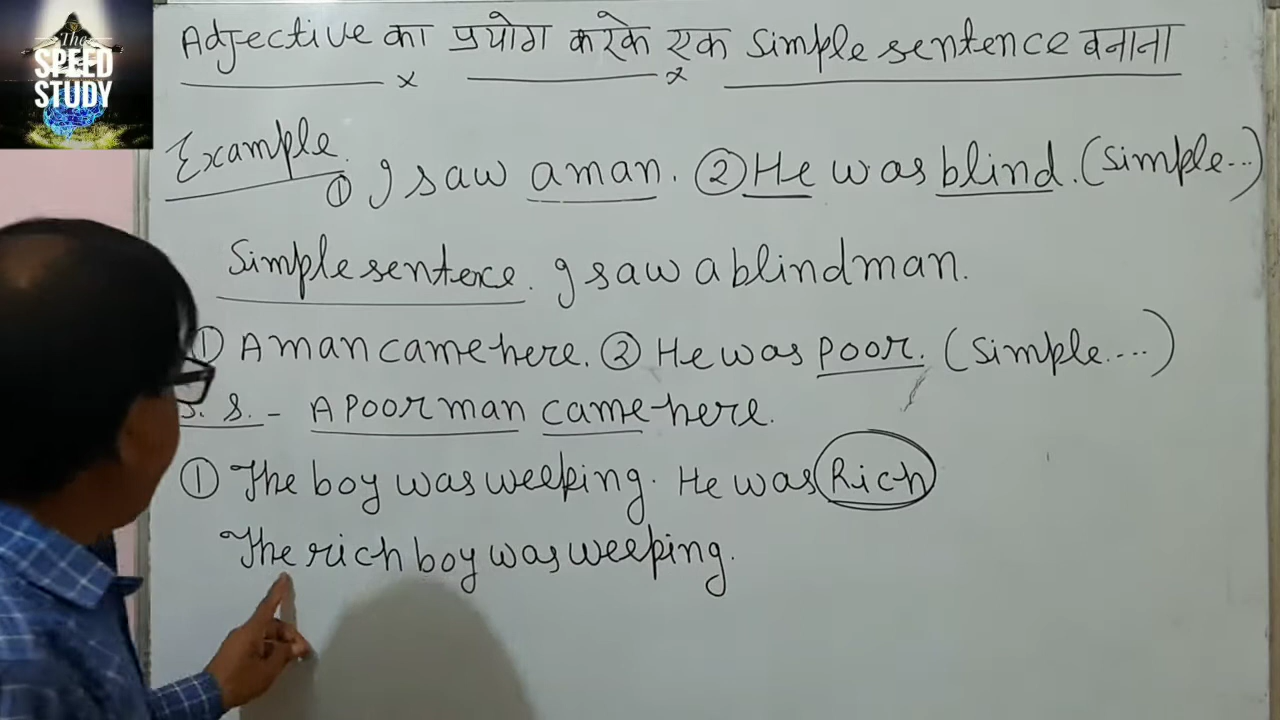 The
SPEED
STUDY
Adjective का प्रयोग करके एक simple sentence बनाना
Example
① I saw a man. ② He was blind. (simple...)
Simple sentence. I saw a blind man.
① A man came here. ② He was poor. (simple....)
S. S. - A poor man came here.
① The boy was weeping. He was Rich
The rich boy was weeping.